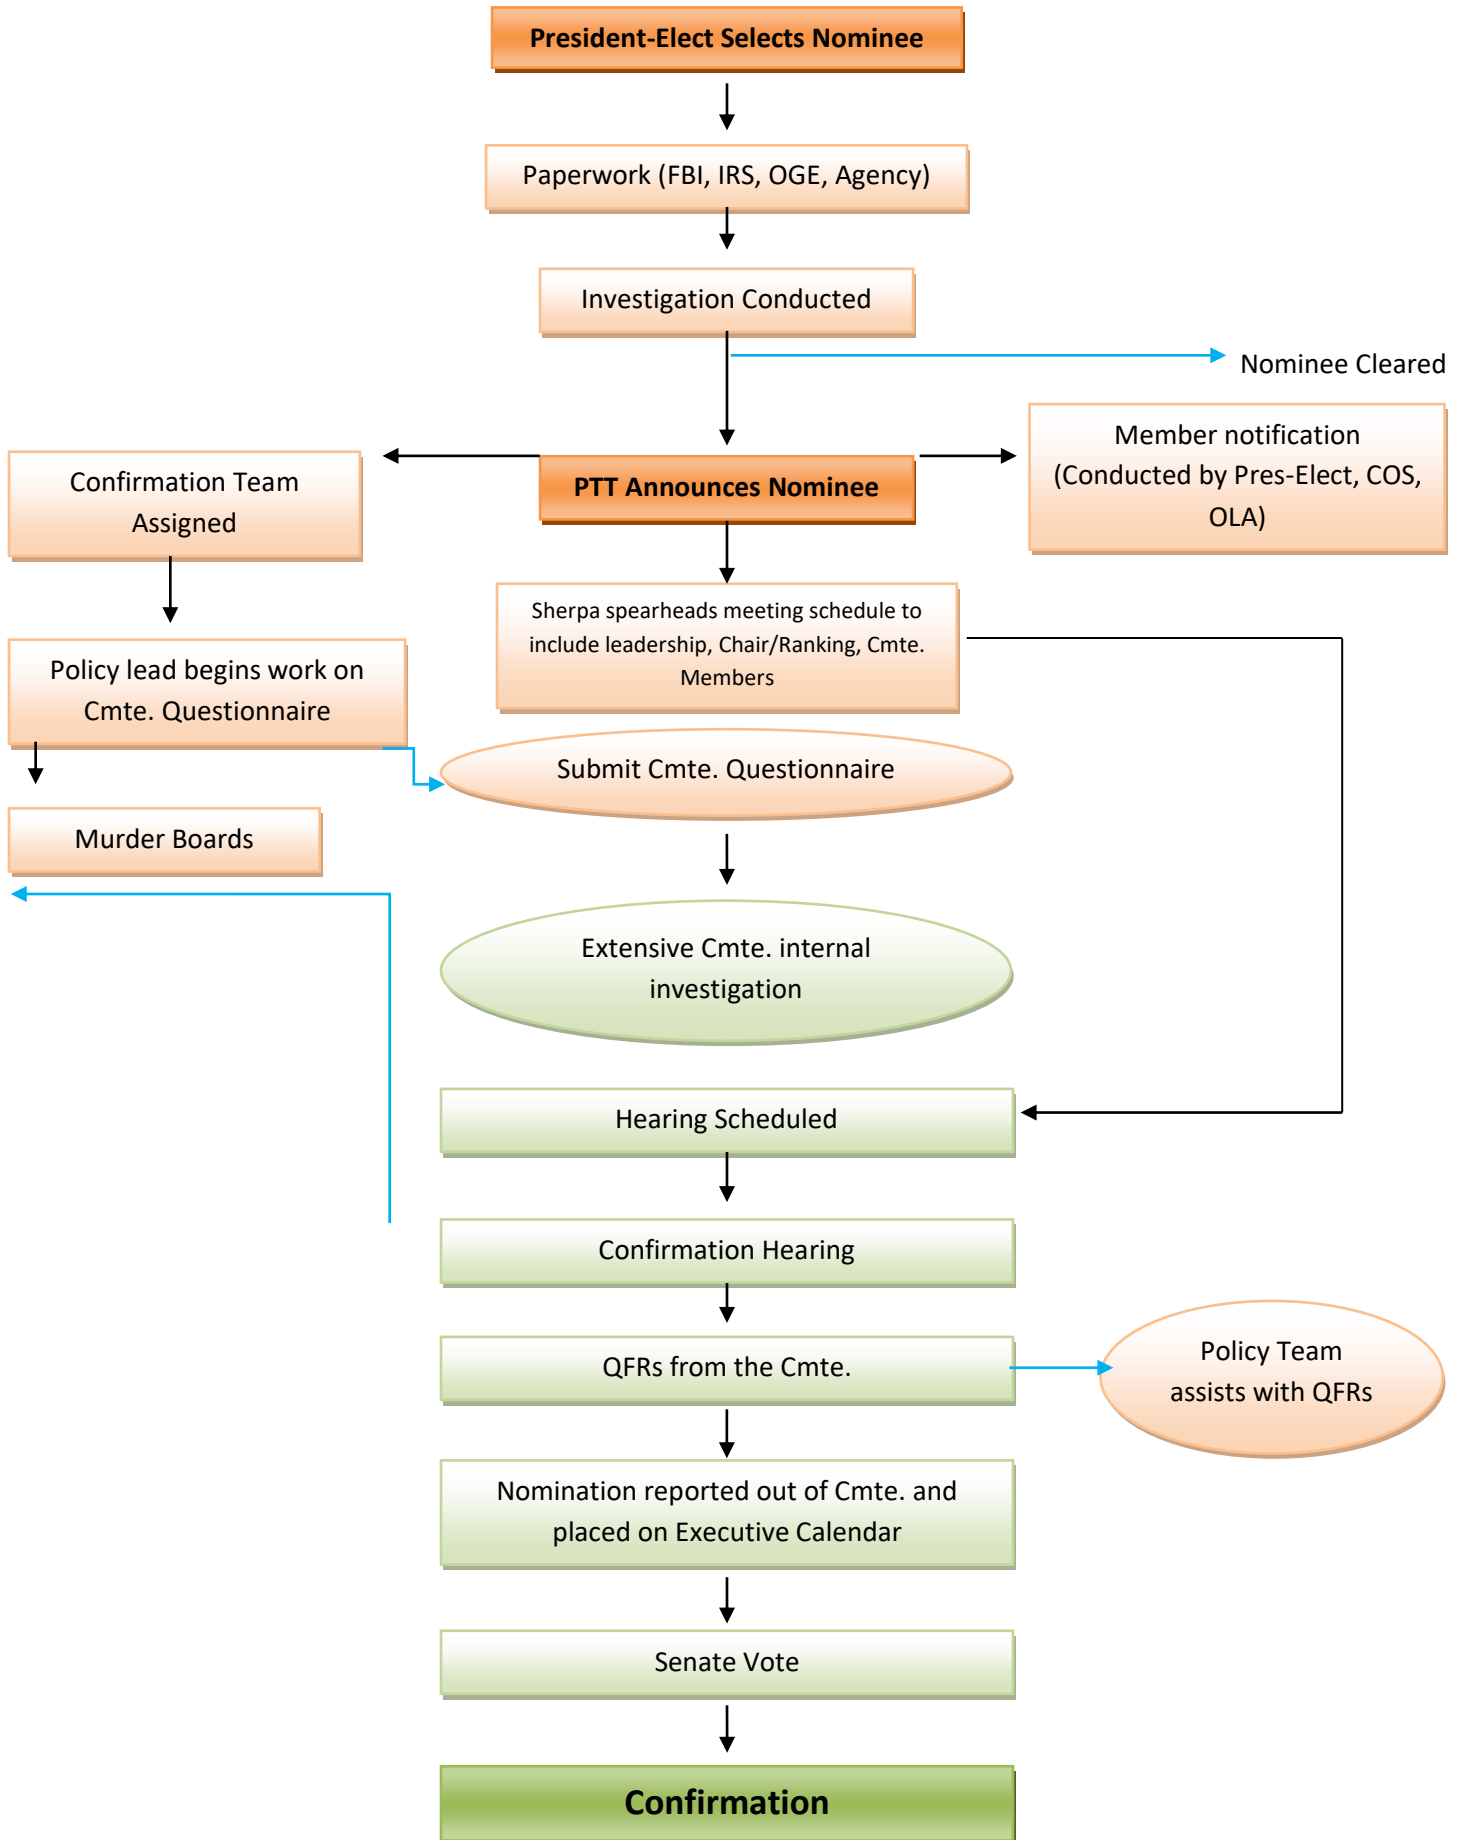 President-Elect Selects Nominee
Paperwork (FBI, IRS, OGE, Agency)
Investigation Conducted
Nominee Cleared
Member notification
(Conducted by Pres-Elect, COS,
OLA)
Confirmation Team
Assigned
PTT Announces Nominee
Sherpa spearheads meeting schedule to
include leadership, Chair/Ranking, Cmte.
Members
Policy lead begins work on
Cmte. Questionnaire
Submit Cmte. Questionnaire
Murder Boards
Extensive Cmte. internal
investigation
Hearing Scheduled
Confirmation Hearing
QFRs from the Cmte.
Policy Team
assists with QFRs
Nomination reported out of Cmte. and
placed on Executive Calendar
Senate Vote
Confirmation